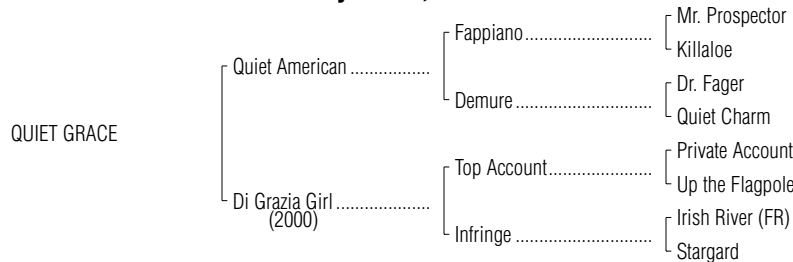 Mr. Prospector
Fappiano
Killaloe
Quiet American
Dr. Fager
Demure
Quiet Charm
QUIET GRACE
Private Account
Top Account
Up the Flagpole
Di Grazia Girl
(2000)
Irish River (FR)
Infringe
Stargard